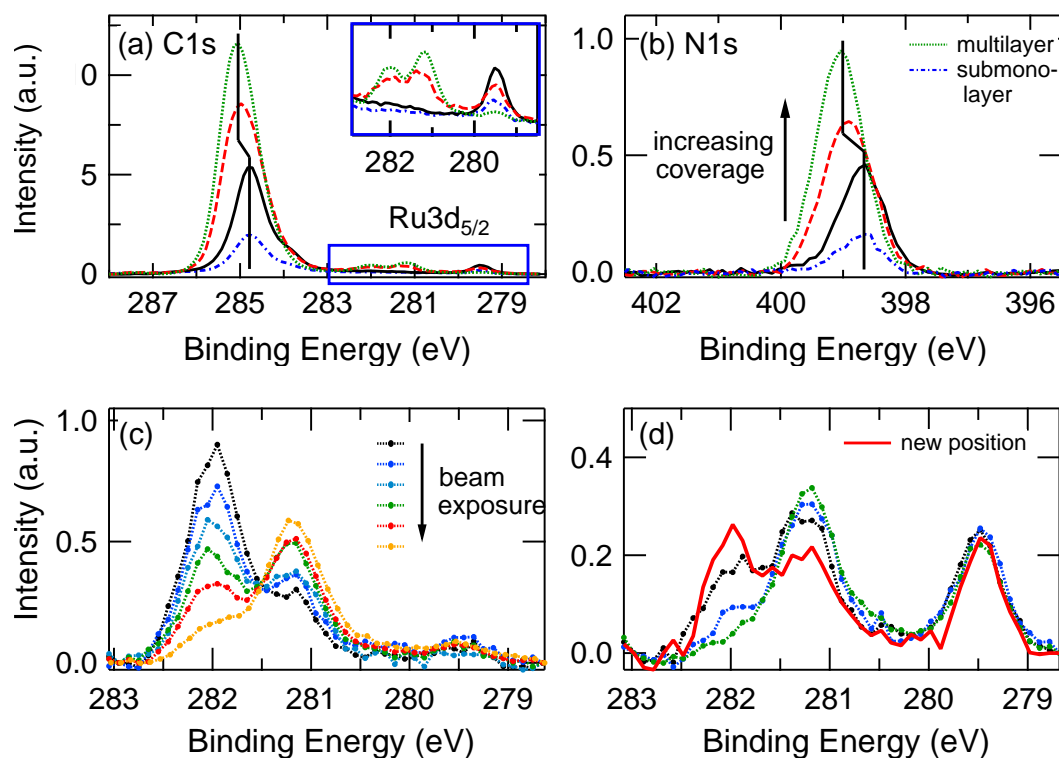 (a) C1s
Intensity (a.u.)
0
5
0
282
280
Ru3d5/2
287
285
283
281
279
Binding Energy (eV)
(b) N1s
multilayer
submono-
layer
increasing
coverage
1.0
0.5
0.0
402
400
398
396
Binding Energy (eV)
(c)
Intensity (a.u.)
1.0
0.5
0.0
beam
exposure
283
282
281
280
279
Binding Energy (eV)
(d)
new position
0.4
0.2
0.0
283
282
281
280
279
Binding Energy (eV)